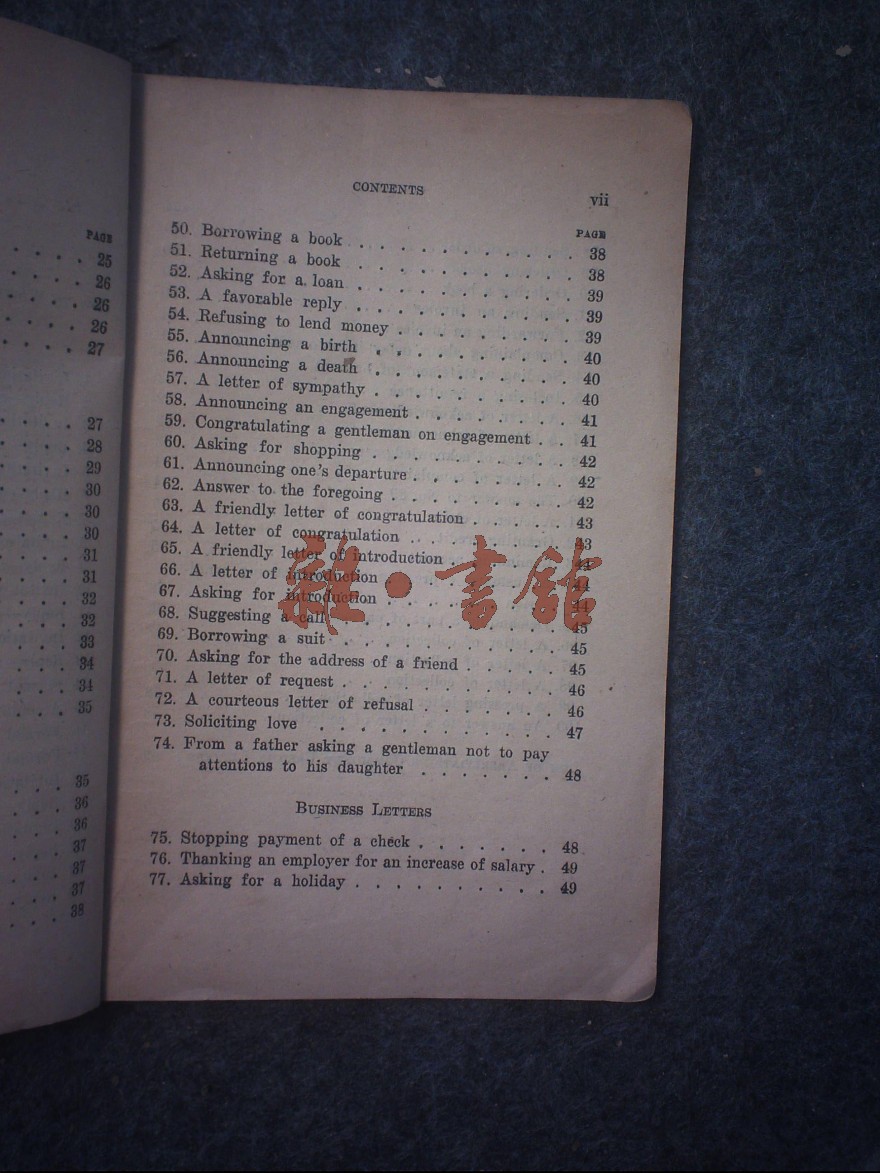 PAGE
. . . 25
. . . 26
. . . . 26
. . . . 26
. . . . 27
. . . . 27
. . . . 28
. . . . 29
. . . . 30
. . . . 30
. . . . 30
. . . . 31
. . . . 31
. . . . 32
. . . . 32
. . . . 33
. . . . 34
. . . . 34
. . . 35
. . . 35
. . . 36
. . . 36
. . . 37
. . . 37
. . . 37
. . . 38
CONTENTS
vii
PAGE
50. Borrowing a book . . . . . . . . . . 38
51. Returning a book . . . . . . . . . . 38
52. Asking for a loan . . . . . . . . . . 39
53. A favorable reply . . . . . . . . . . 39
54. Refusing to lend money . . . . . . . . 39
55. Announcing a birth . . . . . . . . . 40
56. Announcing a death . . . . . . . . . 40
57. A letter of sympathy . . . . . . . . . 40
58. Announcing an engagement . . . . . . . 41
59. Congratulating a gentleman on engagement . . 41
60. Asking for shopping . . . . . . . . . 42
61. Announcing one's departure . . . . . . . 42
62. Answer to the foregoing . . . . . . . . 42
63. A friendly letter of congratulation . . . . . 43
64. A letter of congratulation . . . . . . . 43
65. A friendly letter of introduction . . . . . 44
66. A letter of introduction . . . . . . . . 44
67. Asking for introduction . . . . . . . . 44
雜·書館
68. Suggesting a call . . . . . . . . . . 45
69. Borrowing a suit . . . . . . . . . . 45
70. Asking for the address of a friend . . . . . 45
71. A letter of request . . . . . . . . . . 46
72. A courteous letter of refusal . . . . . . 46
73. Soliciting love . . . . . . . . . . . 47
74. From a father asking a gentleman not to pay
attentions to his daughter . . . . . . . 48
BUSINESS LETTERS
75. Stopping payment of a check . . . . . . . 48
76. Thanking an employer for an increase of salary . 49
77. Asking for a holiday . . . . . . . . . . 49